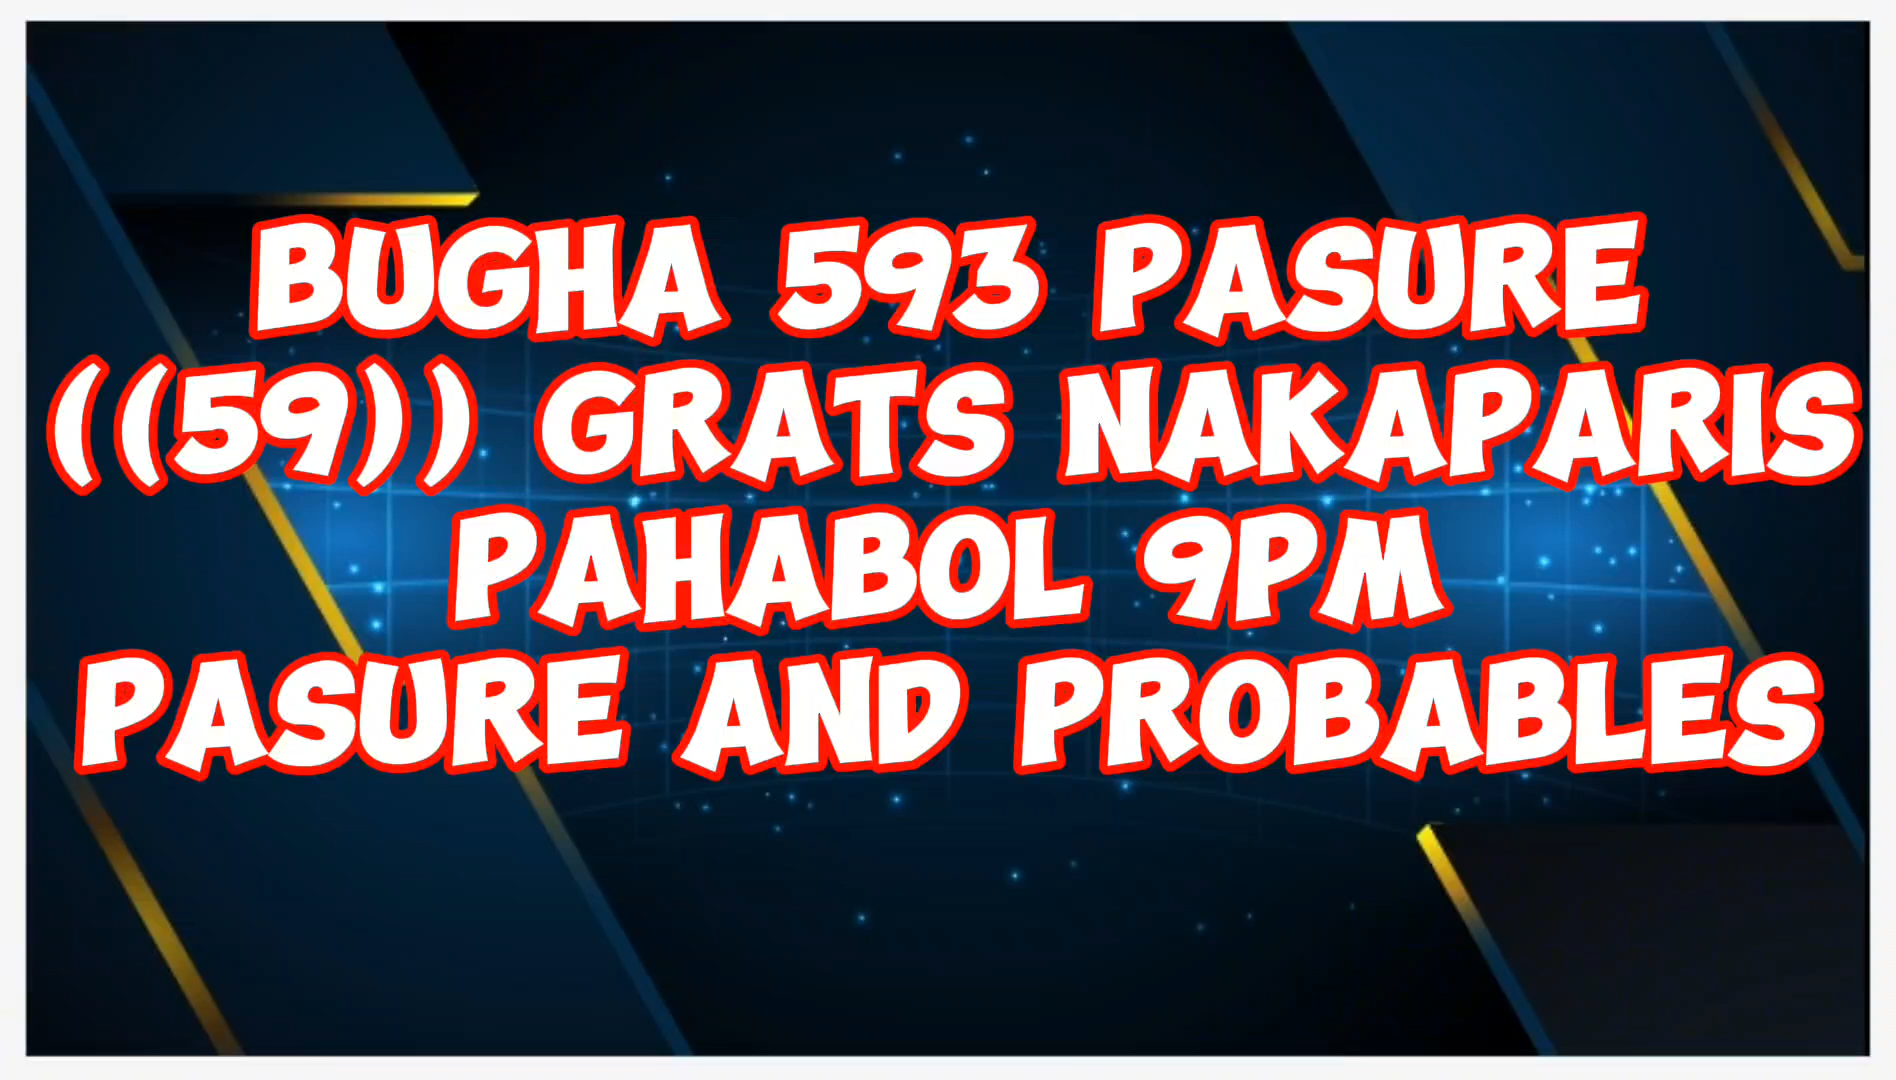 BUGHA 593 PASURE
((59)) GRATS NAKAPARIS
PAHABOL 9PM
PASURE AND PROBABLES